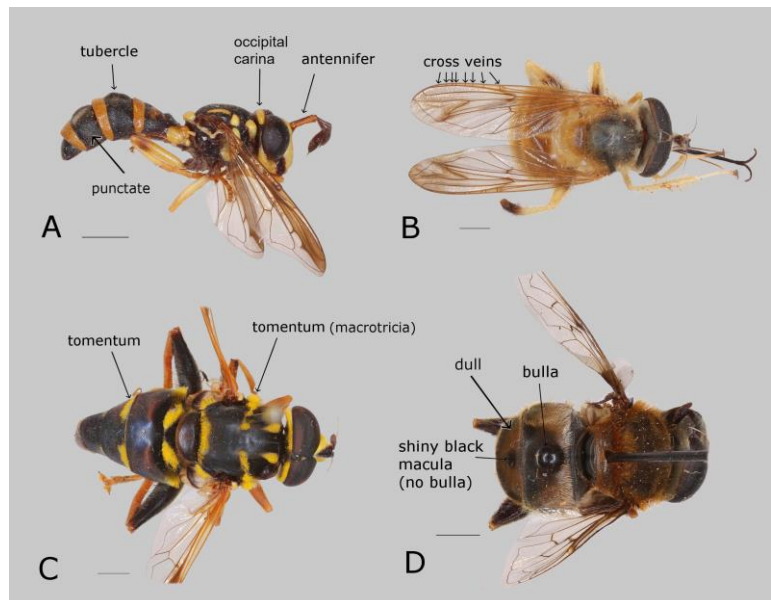 tubercle
occipital
carina
antennifer
punctate
A
cross veins
B
tomentum
tomentum (macrotricia)
C
dull
bulla
shiny black
macula
(no bulla)
D